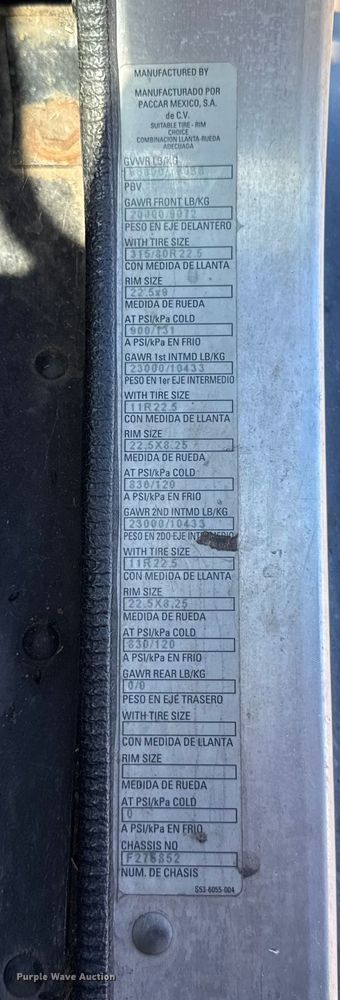 MANUFACTURED BY
MANUFACTURADO POR
PACCAR MEXICO, S.A.
de C.V.
SUITABLE TIRE - RIM
CHOICE
COMBINACION LLANTA-RUEDA
ADECUADA
GVWR LB/KG
PBV
GAWR FRONT LB/KG
20000/9072
PESO EN EJE DELANTERO
WITH TIRE SIZE
315/80R22.5
CON MEDIDA DE LLANTA
RIM SIZE
22.5x9
MEDIDA DE RUEDA
AT PSI/kPa COLD
900/131
A PSI/kPa EN FRIO
GAWR 1st INTMD LB/KG
23000/10433
PESO EN 1er EJE INTERMEDIO
WITH TIRE SIZE
11R22.5
CON MEDIDA DE LLANTA
RIM SIZE
22.5X8.25
MEDIDA DE RUEDA
AT PSI/kPa COLD
830/120
A PSI/kPa EN FRIO
GAWR 2ND INTMD LB/KG
23000/10433
PESO EN 2DO EJE INTERMEDIO
WITH TIRE SIZE
11R22.5
CON MEDIDA DE LLANTA
RIM SIZE
22.5X8.25
MEDIDA DE RUEDA
AT PSI/kPa COLD
830/120
A PSI/kPa EN FRIO
GAWR REAR LB/KG
0/0
PESO EN EJE TRASERO
WITH TIRE SIZE
CON MEDIDA DE LLANTA
RIM SIZE
MEDIDA DE RUEDA
AT PSI/kPa COLD
0
A PSI/kPa EN FRIO
CHASSIS NO
F276852
NUM. DE CHASIS
S53-6055-004
Purple Wave Auction